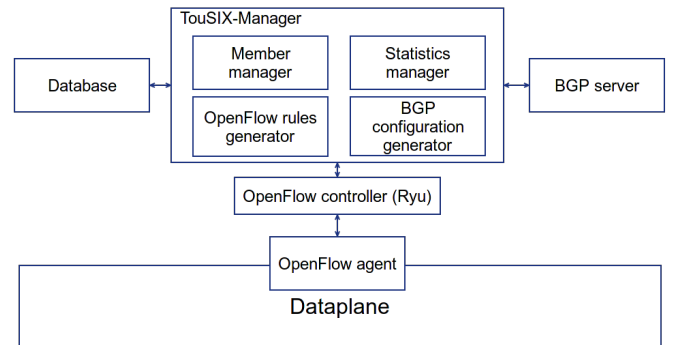 TouSIX-Manager
Member
manager
Statistics
manager
Database
BGP server
OpenFlow rules
generator
BGP
configuration
generator
OpenFlow controller (Ryu)
OpenFlow agent
Dataplane